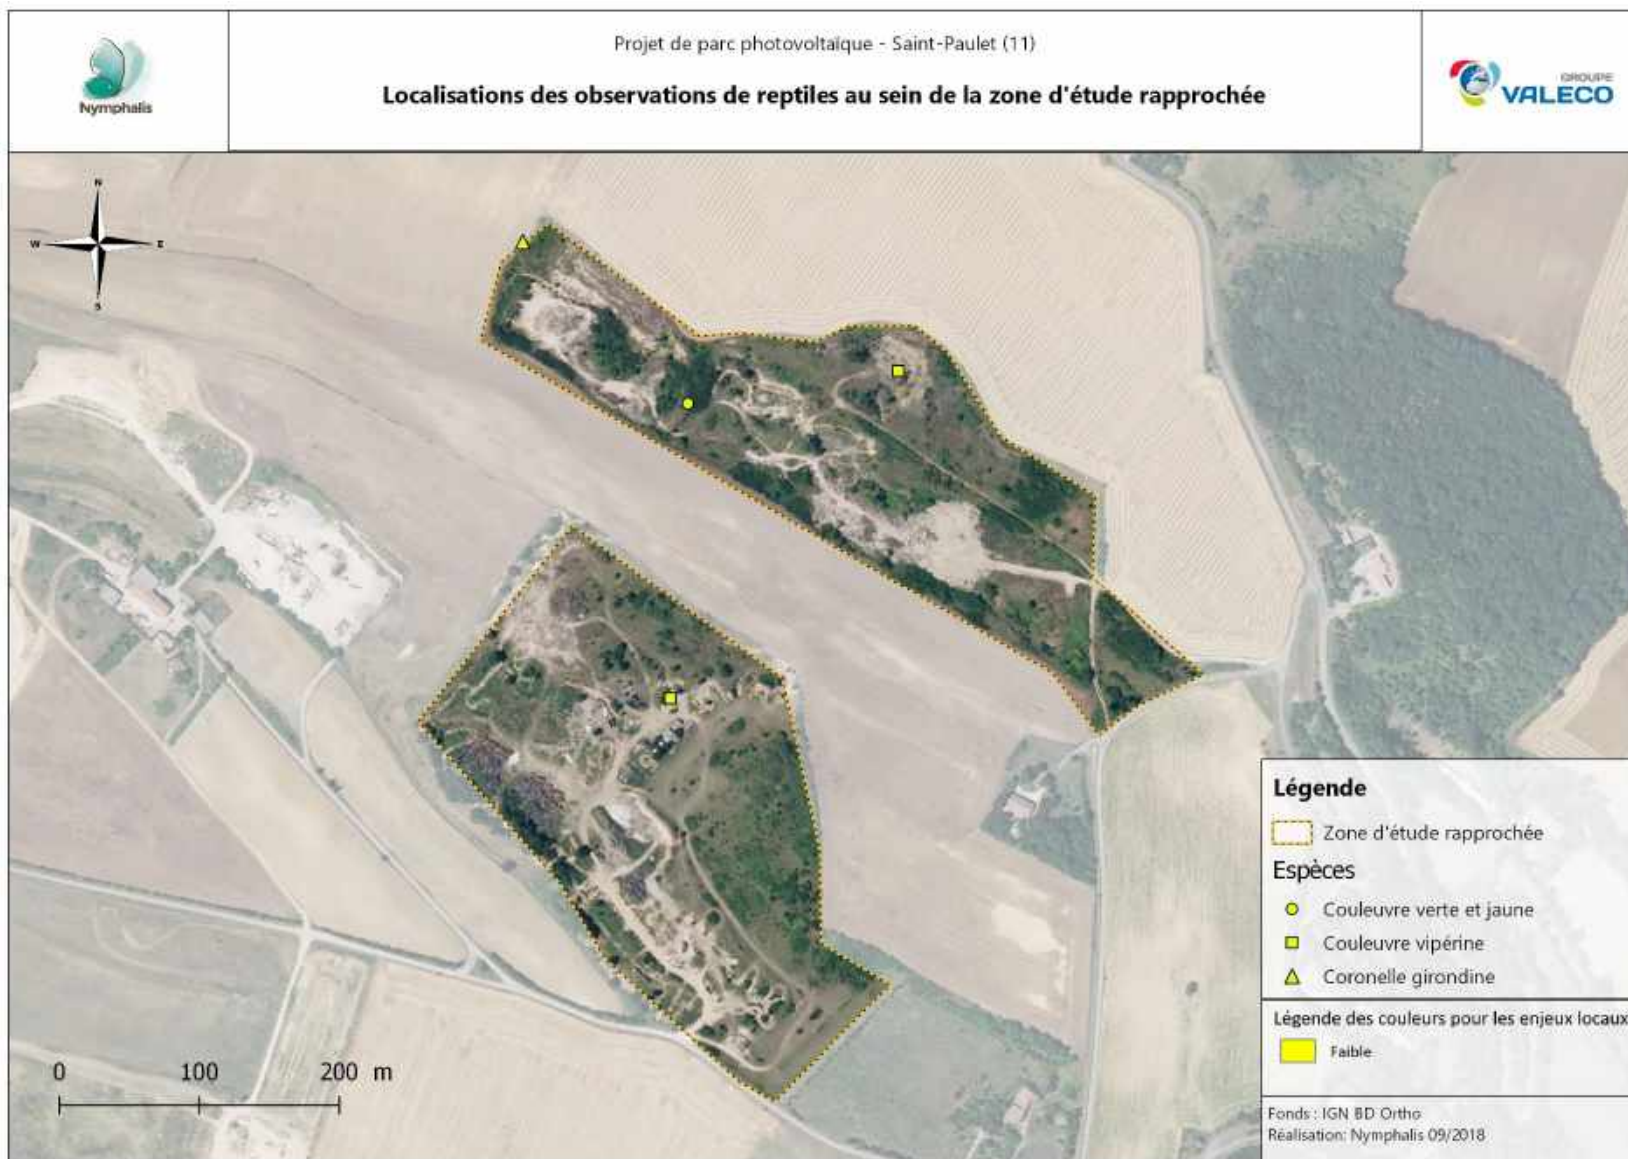 Nymphalis
Projet de parc photovoltaïque - Saint-Paulet (11)
Localisations des observations de reptiles au sein de la zone d'étude rapprochée
GROUPE
VALECO
N
W
E
S
Légende
Zone d'étude rapprochée
Espèces
Couleuvre verte et jaune
Couleuvre vipérine
Coronelle girondine
Légende des couleurs pour les enjeux locaux
Faible
0 100 200 m
Fonds : IGN BD Ortho
Réalisation: Nymphalis 09/2018